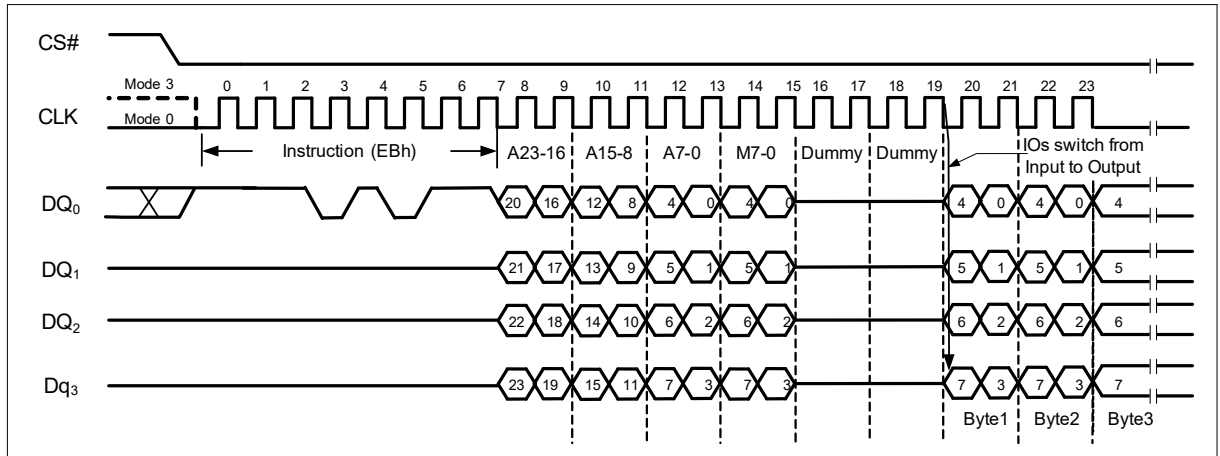 CS#
Mode 3
0 1 2 3 4 5 6 7 8 9 10 11 12 13 14 15 16 17 18 19 20 21 22 23
CLK
Mode 0
Instruction (EBh) A23-16 A15-8 A7-0 M7-0 Dummy Dummy
IOs switch from
Input to Output
DQ0 20 16 12 8 4 0 4 0 4 0 4 0 4
DQ1 21 17 13 9 5 1 5 1 5 1 5 1 5
DQ2 22 18 14 10 6 2 6 2 6 2 6 2 6
Dq3 23 19 15 11 7 3 7 3 7 3 7 3 7
Byte1 Byte2 Byte3